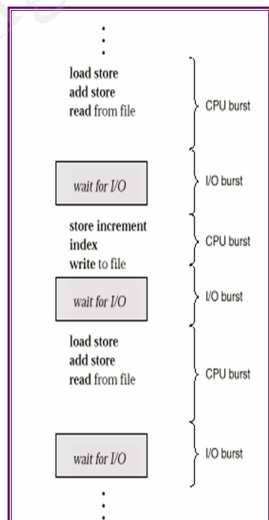 load store
add store
read from file
CPU burst
wait for I/O
I/O burst
store increment
index
write to file
CPU burst
wait for I/O
I/O burst
load store
add store
read from file
CPU burst
wait for I/O
I/O burst